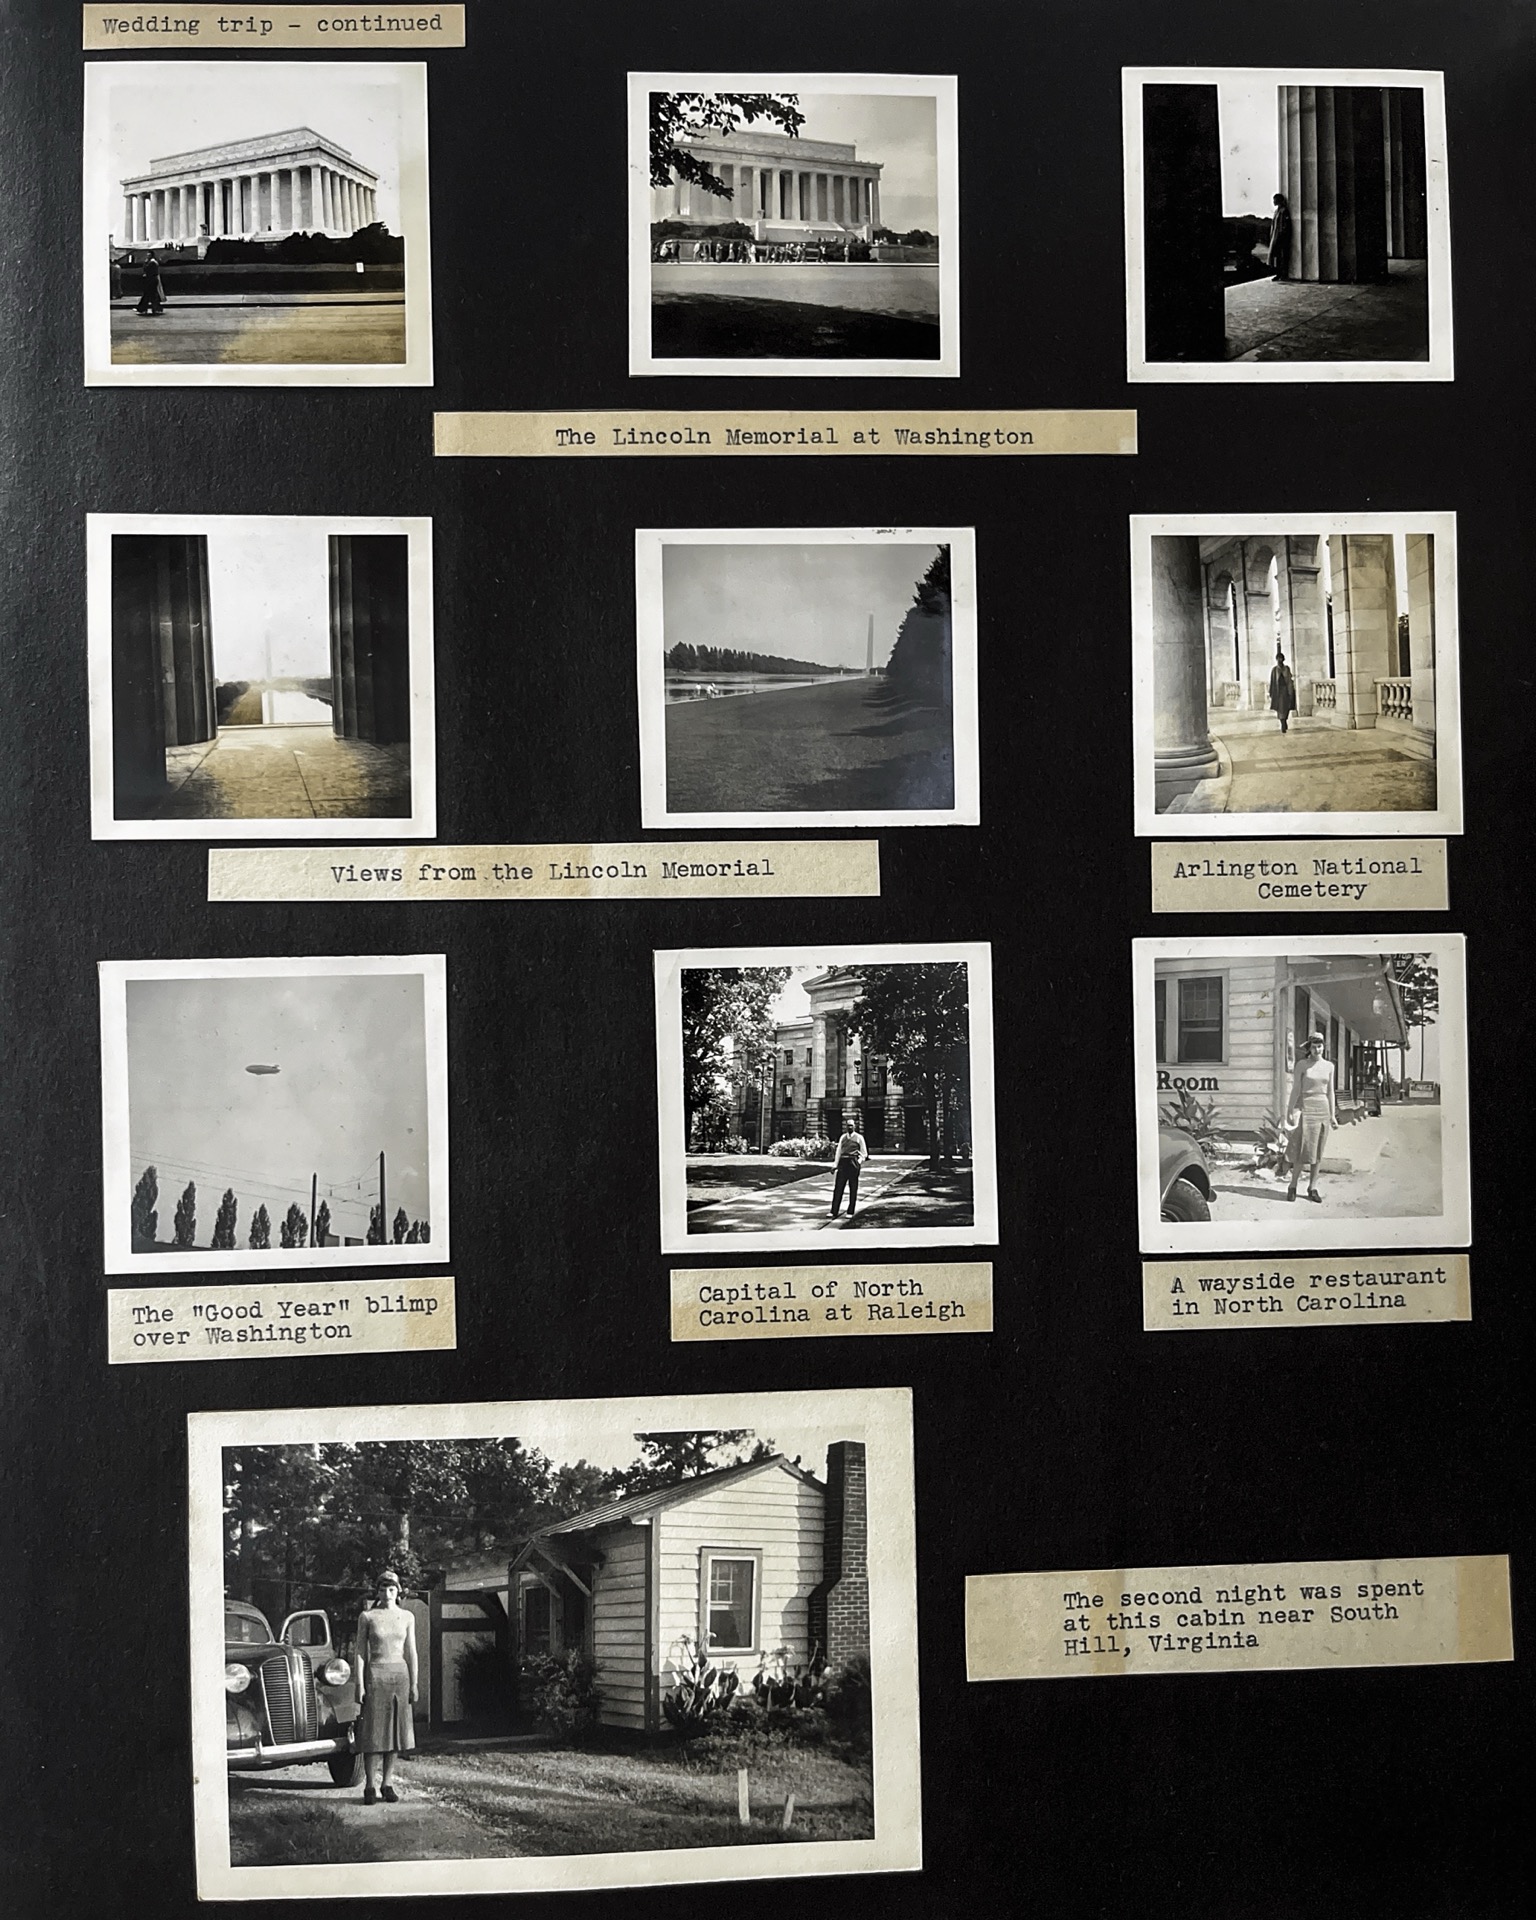 Wedding trip - continued
The Lincoln Memorial at Washington
Views from the Lincoln Memorial
Arlington National
Cemetery
Room
The "Good Year" blimp
over Washington
Capital of North
Carolina at Raleigh
A wayside restaurant
in North Carolina
The second night was spent
at this cabin near South
Hill, Virginia